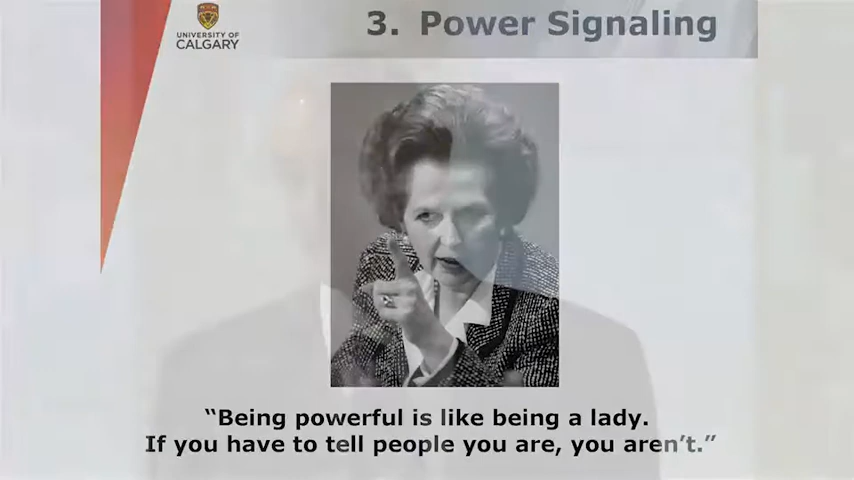 UNIVERSITY OF
CALGARY
3. Power Signaling
“Being powerful is like being a lady.
If you have to tell people you are, you aren’t.”